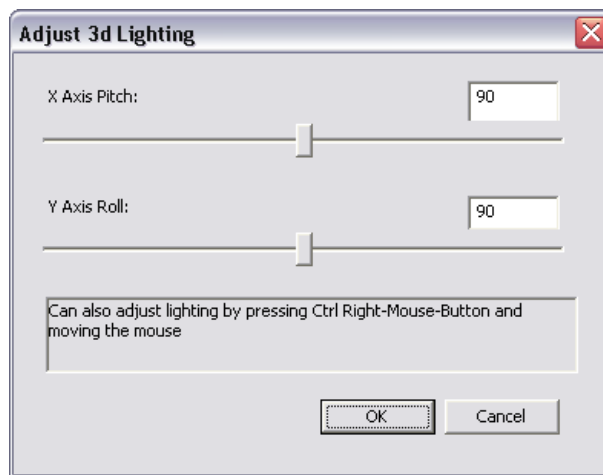 Adjust 3d Lighting
X Axis Pitch:
90
Y Axis Roll:
90
Can also adjust lighting by pressing Ctrl Right-Mouse-Button and
moving the mouse
OK
Cancel